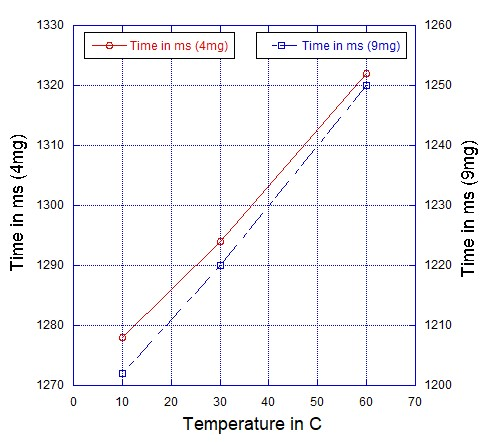 Time in ms (4mg)
Time in ms (9mg)
1330
1320
1310
1300
1290
1280
1270
1260
1250
1240
1230
1220
1210
1200
0 10 20 30 40 50 60 70
Time in ms (4mg)
Time in ms (9mg)
Temperature in C